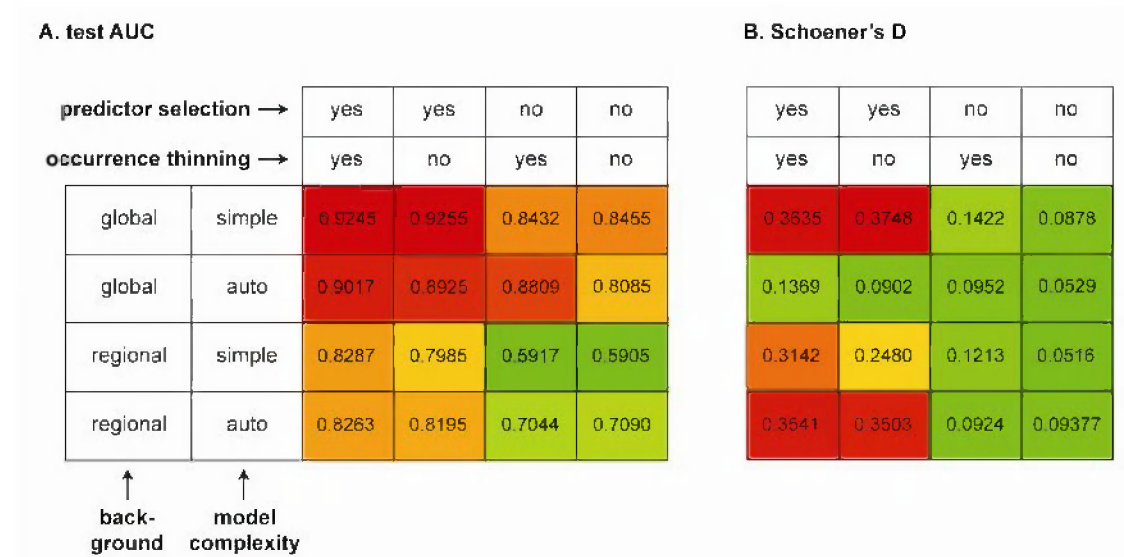 A. test AUC
B. Schoener's D
predictor selection → yes yes no no yes yes no no
occurrence thinning → yes no yes no yes no yes no
global simple 0.9245 0.9255 0.8432 0.8455 0.3635 0.3748 0.1422 0.0878
global auto 0.9017 0.8925 0.8809 0.8085 0.1369 0.0902 0.0952 0.0529
regional simple 0.8287 0.7985 0.5917 0.5905 0.3142 0.2480 0.1213 0.0516
regional auto 0.8263 0.8195 0.7044 0.7090 0.3541 0.3503 0.0924 0.09377
↑ ↑
back- model
ground complexity